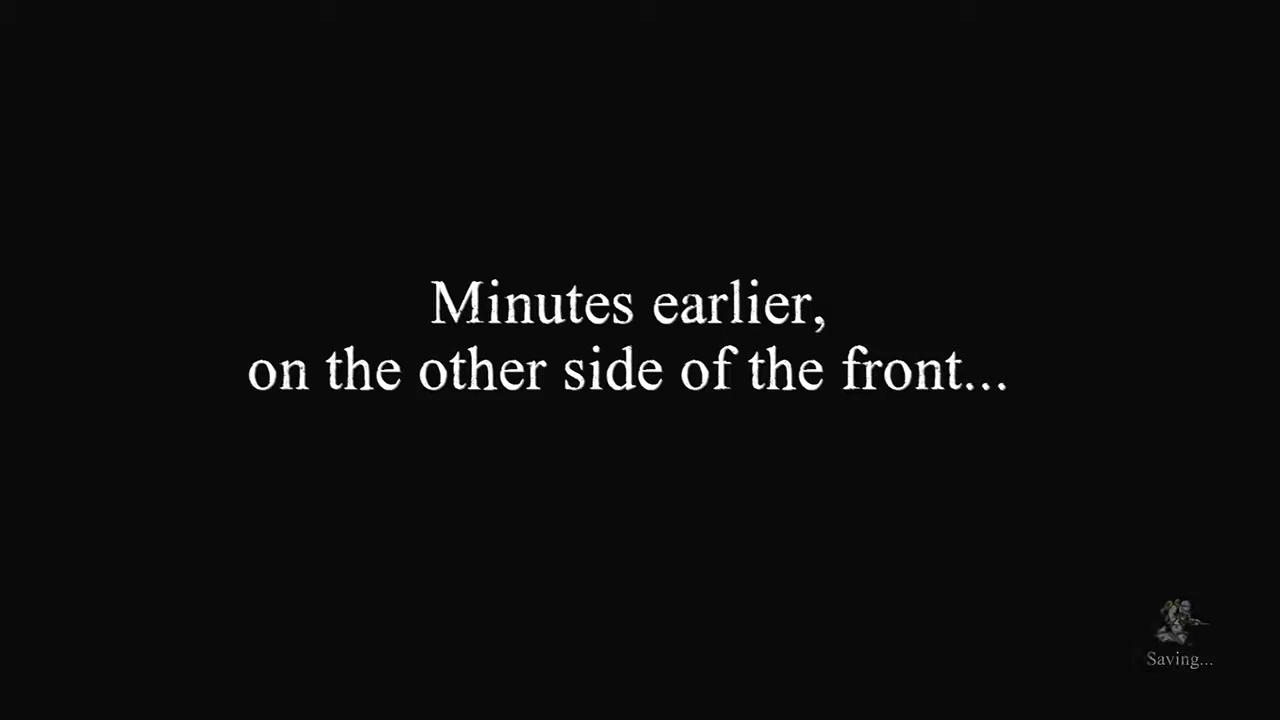 Minutes earlier,
on the other side of the front...
Saving...